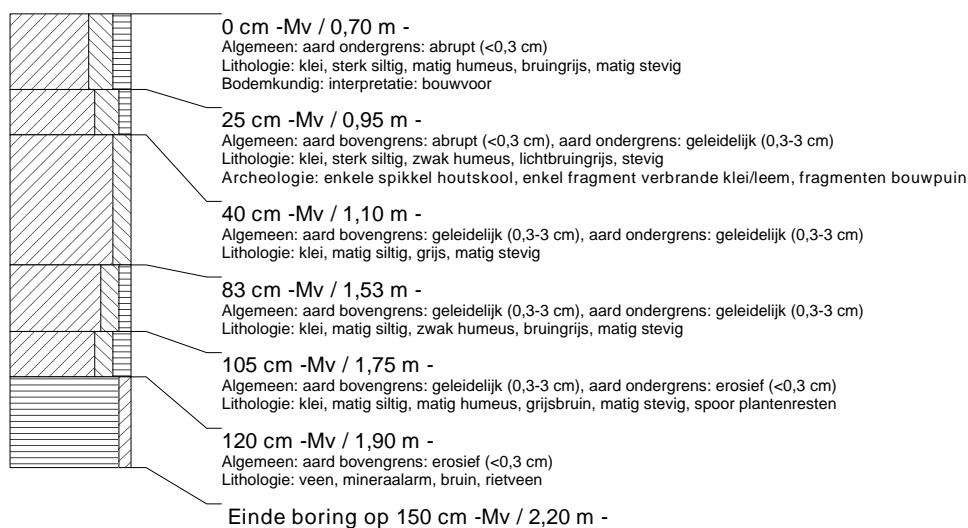 0 cm -Mv / 0,70 m -
Algemeen: aard ondergrens: abrupt (<0,3 cm)
Lithologie: klei, sterk siltig, matig humeus, bruingrijs, matig stevig
Bodemkundig: interpretatie: bouwvoor
25 cm -Mv / 0,95 m -
Algemeen: aard bovengrens: abrupt (<0,3 cm), aard ondergrens: geleidelijk (0,3-3 cm)
Lithologie: klei, sterk siltig, zwak humeus, lichtbruingrijs, stevig
Archeologie: enkele spikkel houtskool, enkel fragment verbrande klei/leem, fragmenten bouwpuin
40 cm -Mv / 1,10 m -
Algemeen: aard bovengrens: geleidelijk (0,3-3 cm), aard ondergrens: geleidelijk (0,3-3 cm)
Lithologie: klei, matig siltig, grijs, matig stevig
83 cm -Mv / 1,53 m -
Algemeen: aard bovengrens: geleidelijk (0,3-3 cm), aard ondergrens: geleidelijk (0,3-3 cm)
Lithologie: klei, matig siltig, zwak humeus, bruingrijs, matig stevig
105 cm -Mv / 1,75 m -
Algemeen: aard bovengrens: geleidelijk (0,3-3 cm), aard ondergrens: erosief (<0,3 cm)
Lithologie: klei, matig siltig, matig humeus, grijsbruin, matig stevig, spoor plantenresten
120 cm -Mv / 1,90 m -
Algemeen: aard bovengrens: erosief (<0,3 cm)
Lithologie: veen, mineraalarm, bruin, rietveen
Einde boring op 150 cm -Mv / 2,20 m -